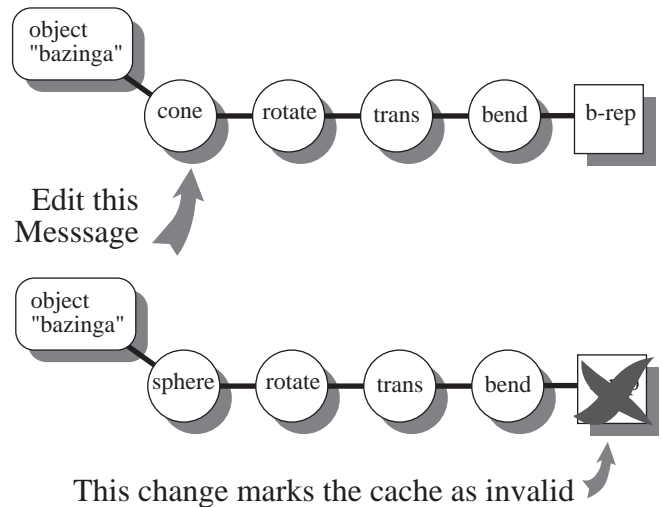 object
"bazinga"
cone
rotate
trans
bend
b-rep
Edit this
Messsage
object
"bazinga"
sphere
rotate
trans
bend
This change marks the cache as invalid